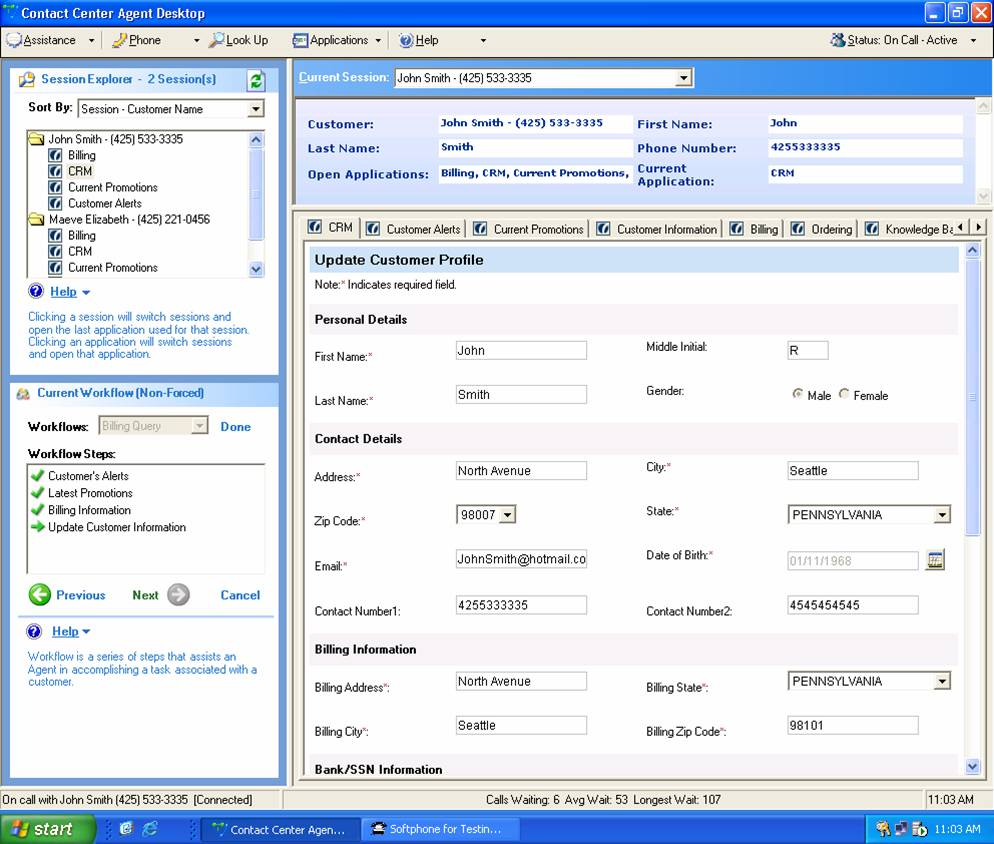 Contact Center Agent Desktop
Assistance Phone Look Up Applications Help Status: On Call - Active
Session Explorer - 2 Session(s)
Sort By: Session - Customer Name
John Smith - (425) 533-3335
Billing
CRM
Current Promotions
Customer Alerts
Maeve Elizabeth - (425) 221-0456
Billing
CRM
Current Promotions
Help
Clicking a session will switch sessions and
open the last application used for that session.
Clicking an application will switch sessions
and open that application.
Current Workflow (Non-Forced)
Workflows: Billing Query Done
Workflow Steps:
Customer's Alerts
Latest Promotions
Billing Information
Update Customer Information
Previous Next Cancel
Help
Workflow is a series of steps that assists an
Agent in accomplishing a task associated with a
customer.
Current Session: John Smith - (425) 533-3335
Customer: John Smith - (425) 533-3335 First Name: John
Last Name: Smith Phone Number: 4255333335
Open Applications: Billing, CRM, Current Promotions, Current Application: CRM
CRM Customer Alerts Current Promotions Customer Information Billing Ordering Knowledge Ba
Update Customer Profile
Note:* Indicates required field.
Personal Details
First Name:* John Middle Initial: R
Last Name:* Smith Gender: Male Female
Contact Details
Address:* North Avenue City:* Seattle
Zip Code:* 98007 State:* PENNSYLVANIA
Email:* JohnSmith@hotmail.co Date of Birth:* 01/11/1968
Contact Number1: 4255333335 Contact Number2: 4545454545
Billing Information
Billing Address*: North Avenue Billing State*: PENNSYLVANIA
Billing City*: Seattle Billing Zip Code*: 98101
Bank/SSN Information
On call with John Smith (425) 533-3335 [Connected] Calls Waiting: 6 Avg Wait: 53 Longest Wait: 107 11:03 AM
start Contact Center Agen... Softphone for Testin... 11:03 AM